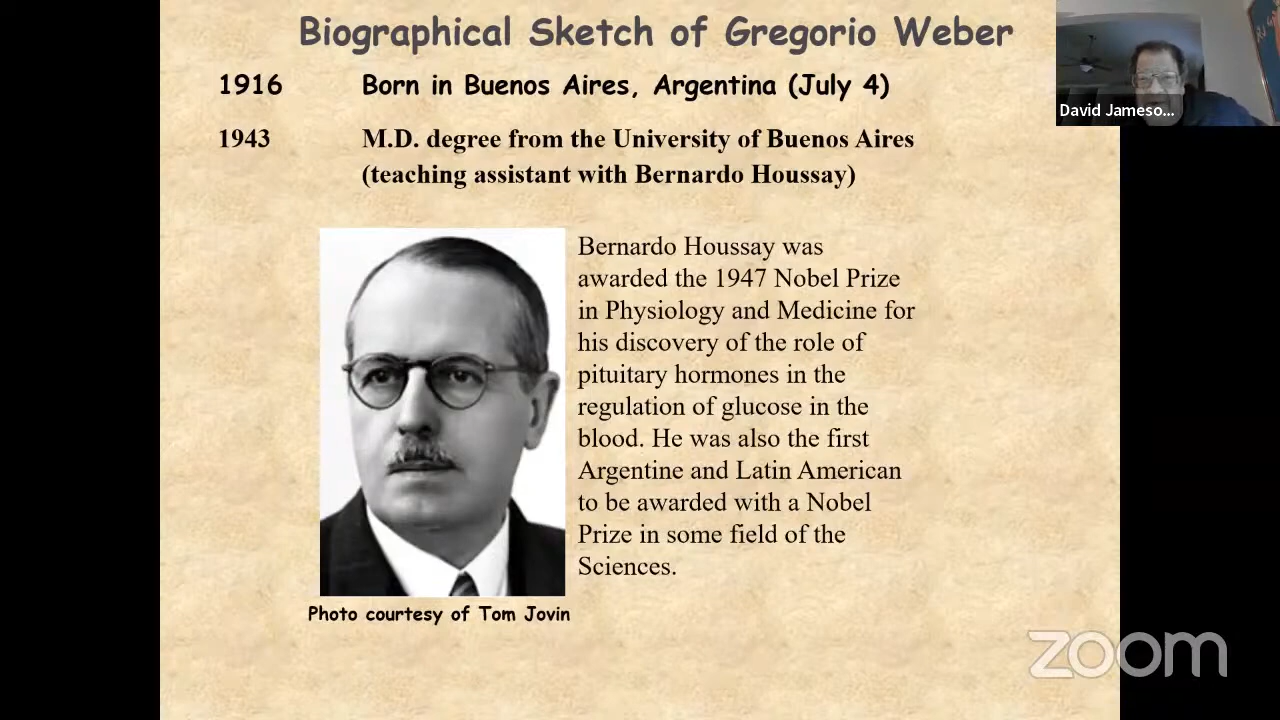 Biographical Sketch of Gregorio Weber
1916 Born in Buenos Aires, Argentina (July 4)
1943 M.D. degree from the University of Buenos Aires
(teaching assistant with Bernardo Houssay)
Bernardo Houssay was
awarded the 1947 Nobel Prize
in Physiology and Medicine for
his discovery of the role of
pituitary hormones in the
regulation of glucose in the
blood. He was also the first
Argentine and Latin American
to be awarded with a Nobel
Prize in some field of the
Sciences.
Photo courtesy of Tom Jovin
David Jameso...
zoom